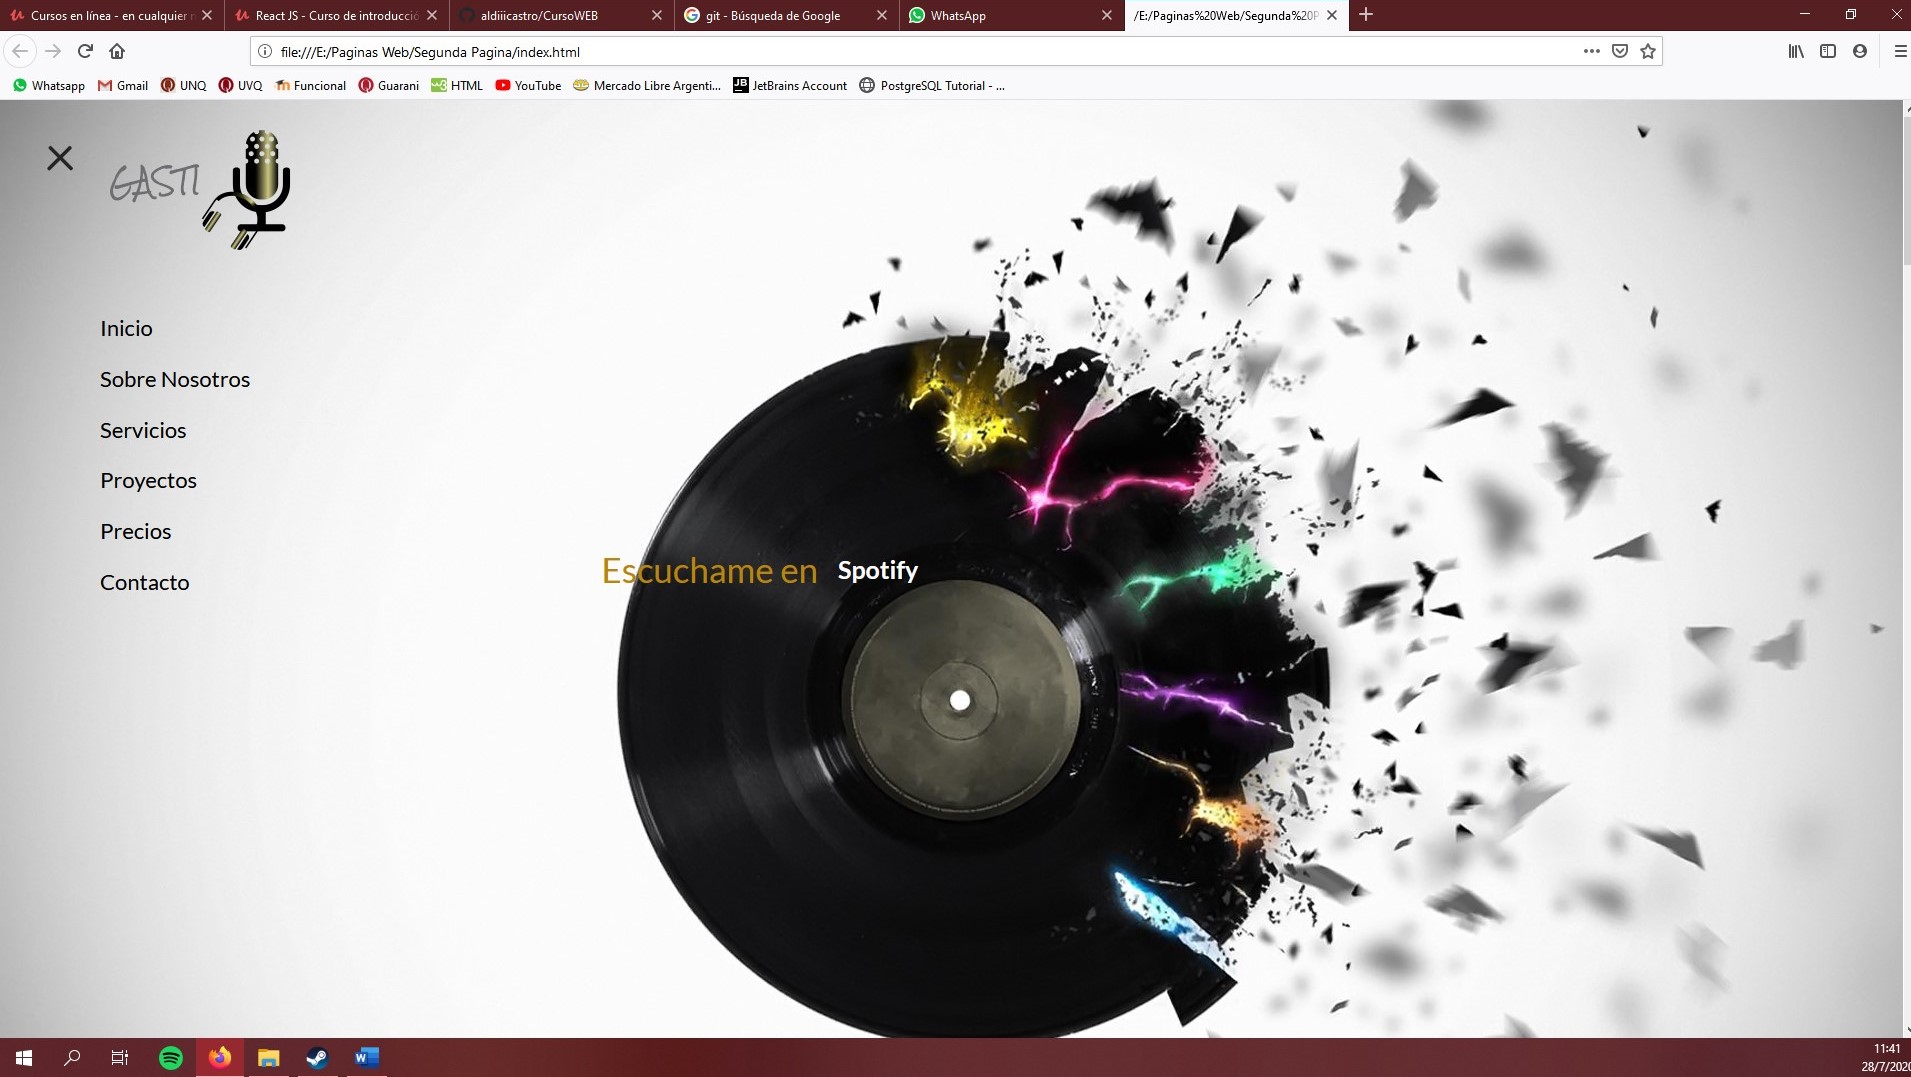 Cursos en línea - en cualquier
React JS - Curso de introducció
aldiiicastro/CursoWEB
git - Búsqueda de Google
WhatsApp
/E:/Paginas%20Web/Segunda%20P
file:///E:/Paginas Web/Segunda Pagina/index.html
Whatsapp
Gmail
UNQ
UVQ
Funcional
Guarani
HTML
YouTube
Mercado Libre Argenti...
JetBrains Account
PostgreSQL Tutorial - ...
GASTI
Inicio
Sobre Nosotros
Servicios
Proyectos
Precios
Contacto
Escuchame en Spotify
11:41
28/7/2020